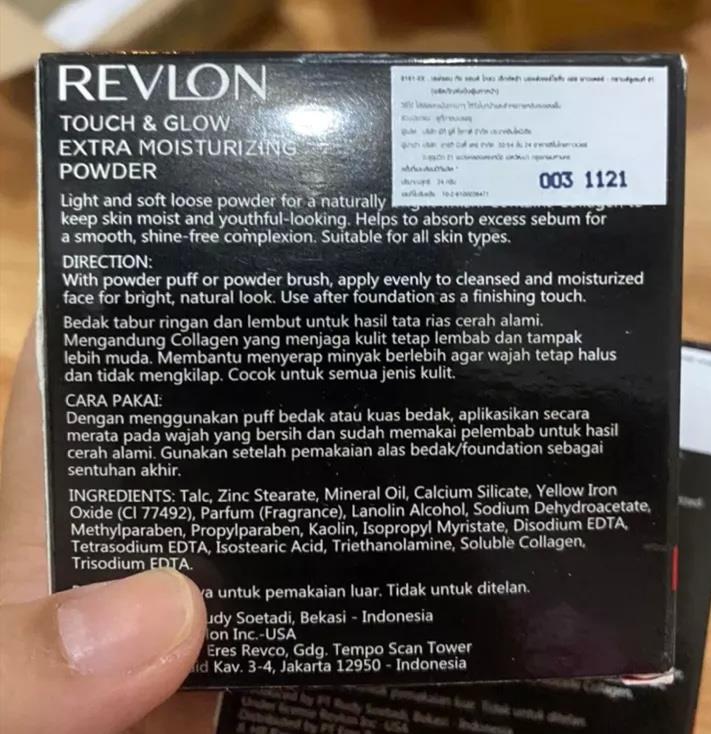 REVLON
TOUCH & GLOW
EXTRA MOISTURIZING
POWDER
003 1121
Light and soft loose powder for a naturally
keep skin moist and youthful-looking. Helps to absorb excess sebum for
a smooth, shine-free complexion. Suitable for all skin types.
DIRECTION:
With powder puff or powder brush, apply evenly to cleansed and moisturized
face for bright, natural look. Use after foundation as a finishing touch.
Bedak tabur ringan dan lembut untuk hasil tata rias cerah alami.
Mengandung Collagen yang menjaga kulit tetap lembab dan tampak
lebih muda. Membantu menyerap minyak berlebih agar wajah tetap halus
dan tidak mengkilap. Cocok untuk semua jenis kulit.
CARA PAKAI:
Dengan menggunakan puff bedak atau kuas bedak, aplikasikan secara
merata pada wajah yang bersih dan sudah memakai pelembab untuk hasil
cerah alami. Gunakan setelah pemakaian alas bedak/foundation sebagai
sentuhan akhir.
INGREDIENTS: Talc, Zinc Stearate, Mineral Oil, Calcium Silicate, Yellow Iron
Oxide (CI 77492), Parfum (Fragrance), Lanolin Alcohol, Sodium Dehydroacetate,
Methylparaben, Propylparaben, Kaolin, Isopropyl Myristate, Disodium EDTA,
Tetrasodium EDTA, Isostearic Acid, Triethanolamine, Soluble Collagen,
Trisodium EDTA.
untuk pemakaian luar. Tidak untuk ditelan.
Soetadi, Bekasi - Indonesia
Inc.-USA
Eres Revco, Gdg. Tempo Scan Tower
Kav. 3-4, Jakarta 12950 - Indonesia